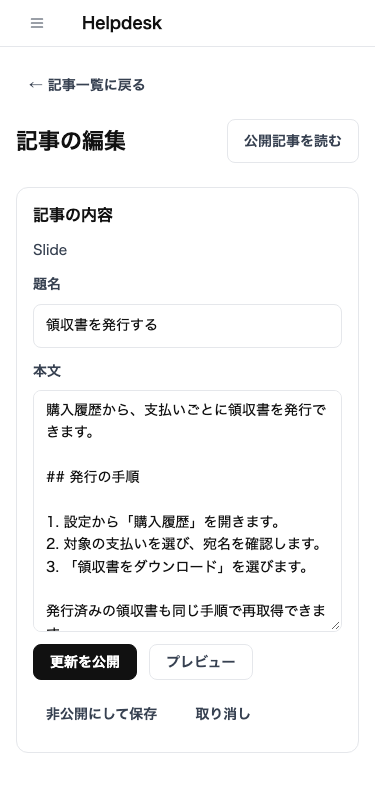 Helpdesk
← 記事一覧に戻る
記事の編集
公開記事を読む
記事の内容
Slide
題名
領収書を発行する
本文
購入履歴から、支払いごとに領収書を発行で
きます。
## 発行の手順
1. 設定から「購入履歴」を開きます。
2. 対象の支払いを選び、宛名を確認します。
3. 「領収書をダウンロード」を選びます。
発行済みの領収書も同じ手順で再取得できま
更新を公開
プレビュー
非公開にして保存
取り消し